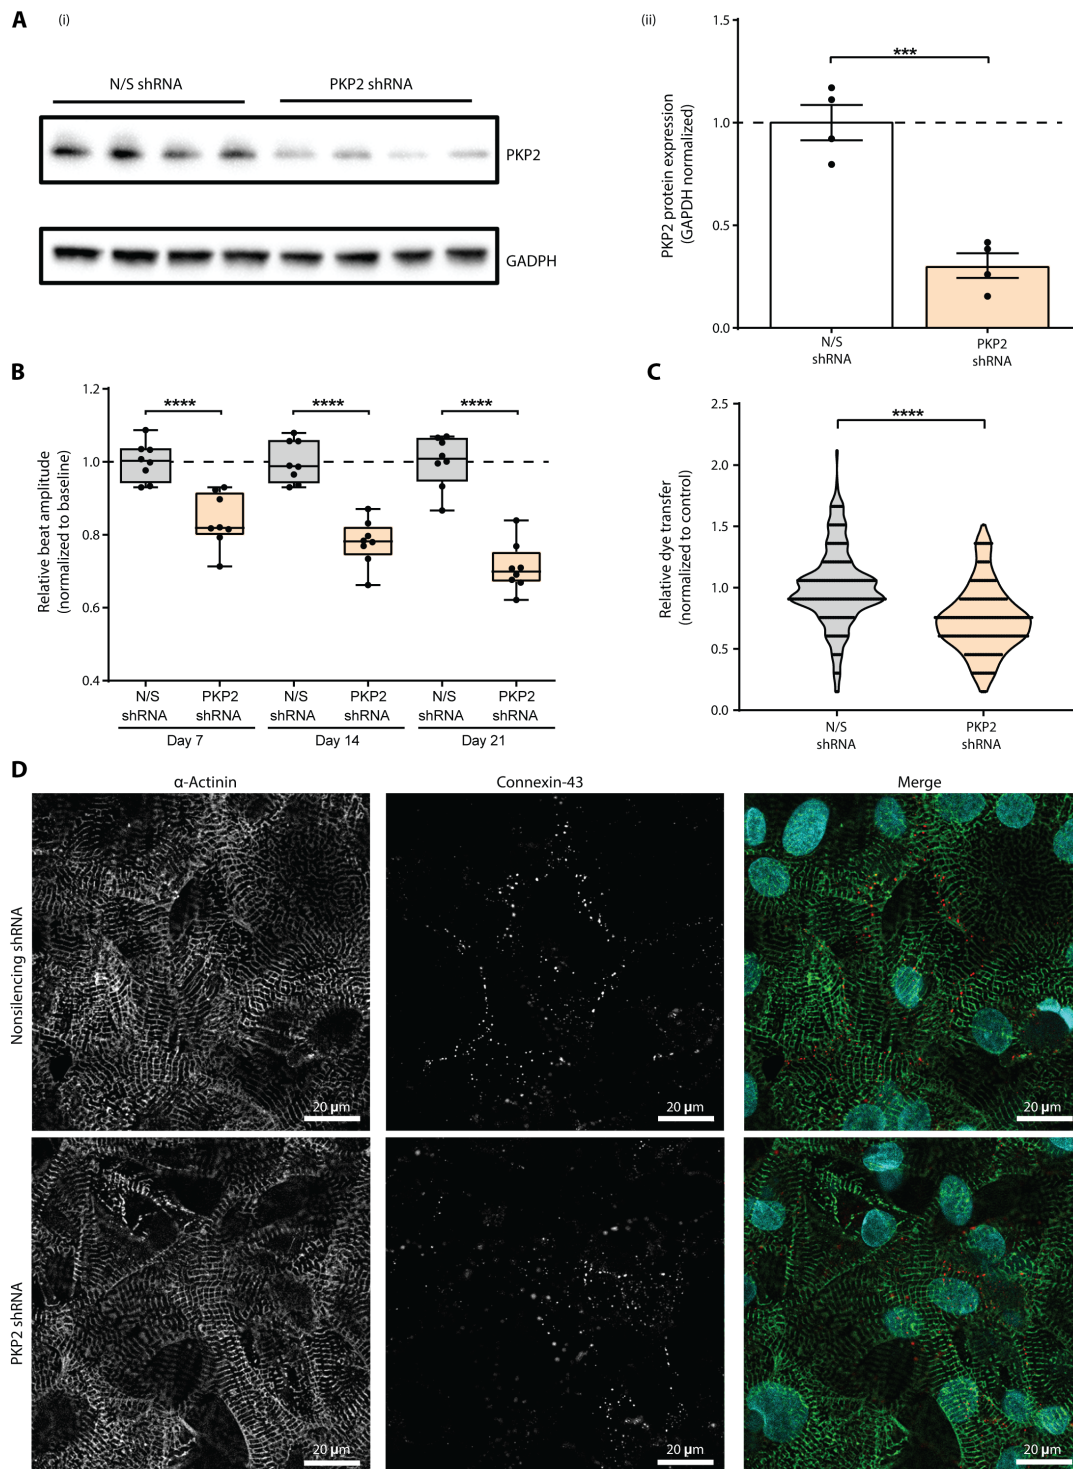 A
(i)
N/S shRNA
PKP2 shRNA
PKP2
GADPH
(ii)
PKP2 protein expression
(GAPDH normalized)
1.5
1.0
0.5
0.0
***
N/S
shRNA
PKP2
shRNA
B
Relative beat amplitude
(normalized to baseline)
1.2
1.0
0.8
0.6
0.4
****
****
****
N/S
shRNA
PKP2
shRNA
N/S
shRNA
PKP2
shRNA
N/S
shRNA
PKP2
shRNA
Day 7
Day 14
Day 21
C
Relative dye transfer
(normalized to control)
2.5
2.0
1.5
1.0
0.5
0.0
****
N/S
shRNA
PKP2
shRNA
D
α-Actinin
Connexin-43
Merge
Nonsilencing shRNA
20 µm
20 µm
20 µm
PKP2 shRNA
20 µm
20 µm
20 µm